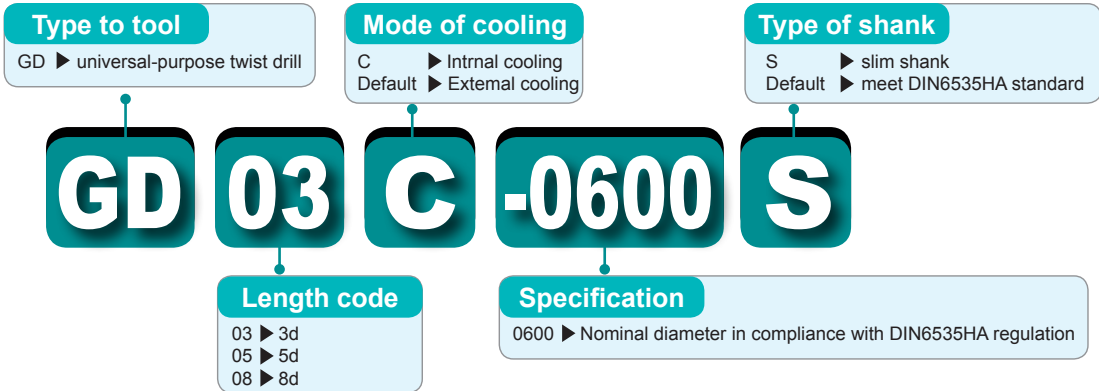 Type to tool
GD ▶ universal-purpose twist drill
Mode of cooling
C ▶ Intrnal cooling
Default ▶ Extemal cooling
Type of shank
S ▶ slim shank
Default ▶ meet DIN6535HA standard
GD 03 C -0600 S
Length code
03 ▶ 3d
05 ▶ 5d
08 ▶ 8d
Specification
0600 ▶ Nominal diameter in compliance with DIN6535HA regulation